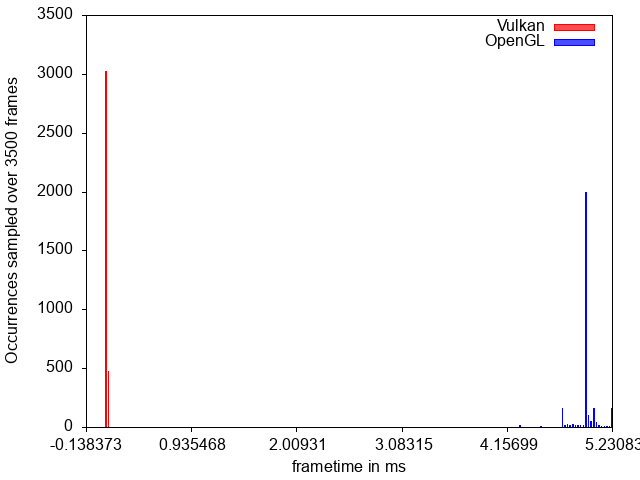 3500
3000
2500
2000
1500
1000
500
0
Occurrences sampled over 3500 frames
Vulkan
OpenGL
-0.138373 0.935468 2.00931 3.08315 4.15699 5.23083
frametime in ms